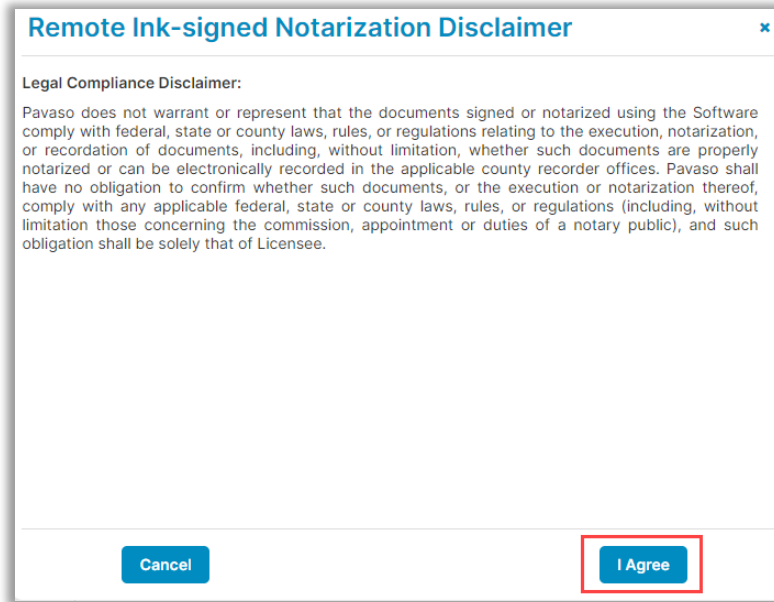 Remote Ink-signed Notarization Disclaimer
Legal Compliance Disclaimer:
Pavaso does not warrant or represent that the documents signed or notarized using the Software
comply with federal, state or county laws, rules, or regulations relating to the execution, notarization,
or recordation of documents, including, without limitation, whether such documents are properly
notarized or can be electronically recorded in the applicable county recorder offices. Pavaso shall
have no obligation to confirm whether such documents, or the execution or notarization thereof,
comply with any applicable federal, state or county laws, rules, or regulations (including, without
limitation those concerning the commission, appointment or duties of a notary public), and such
obligation shall be solely that of Licensee.
Cancel
I Agree